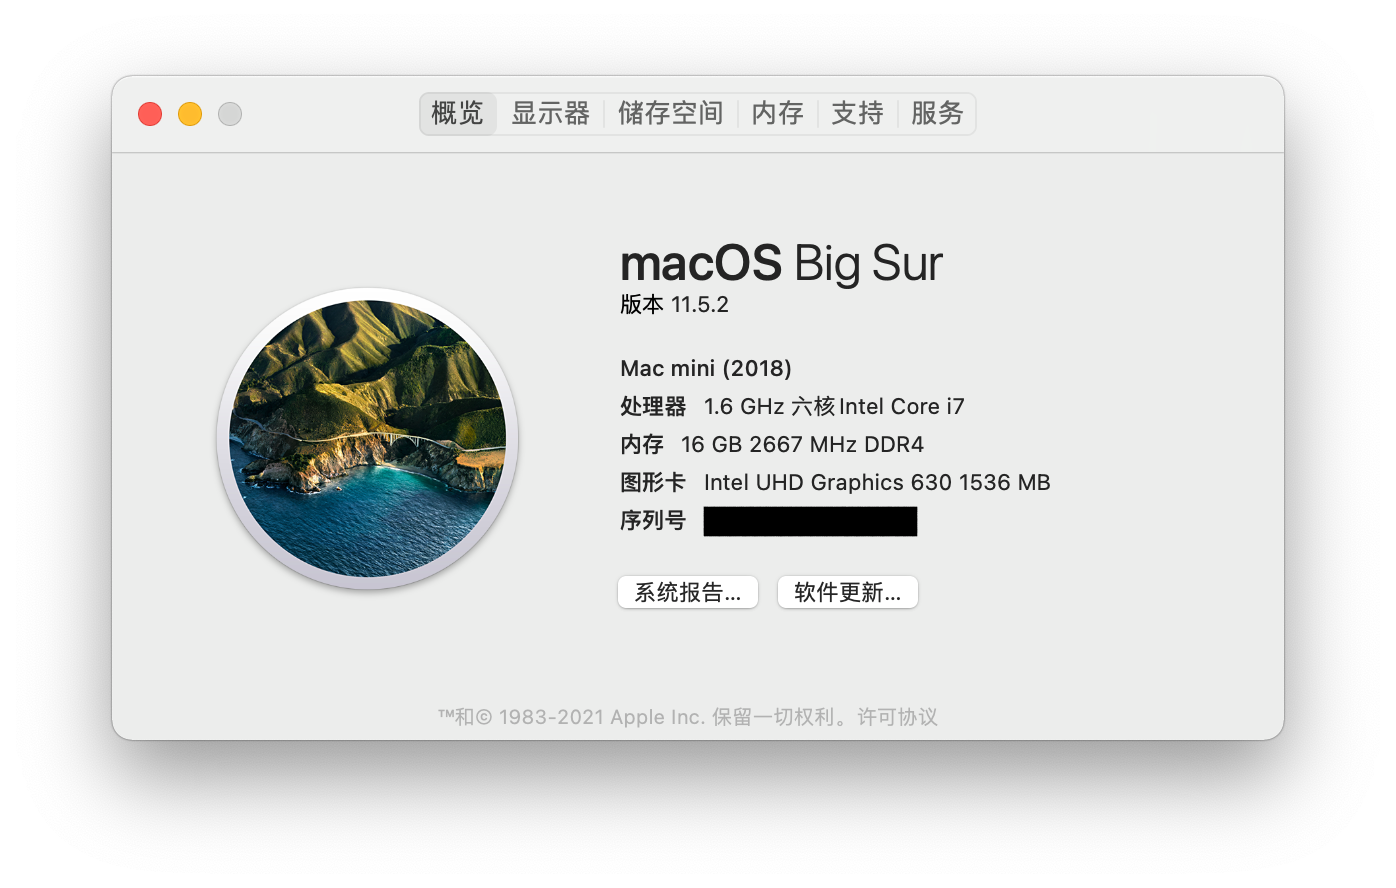 概览 显示器 储存空间 内存 支持 服务
macOS Big Sur
版本 11.5.2
Mac mini (2018)
处理器 1.6 GHz 六核Intel Core i7
内存 16 GB 2667 MHz DDR4
图形卡 Intel UHD Graphics 630 1536 MB
序列号
系统报告... 软件更新...
™和© 1983-2021 Apple Inc. 保留一切权利。许可协议